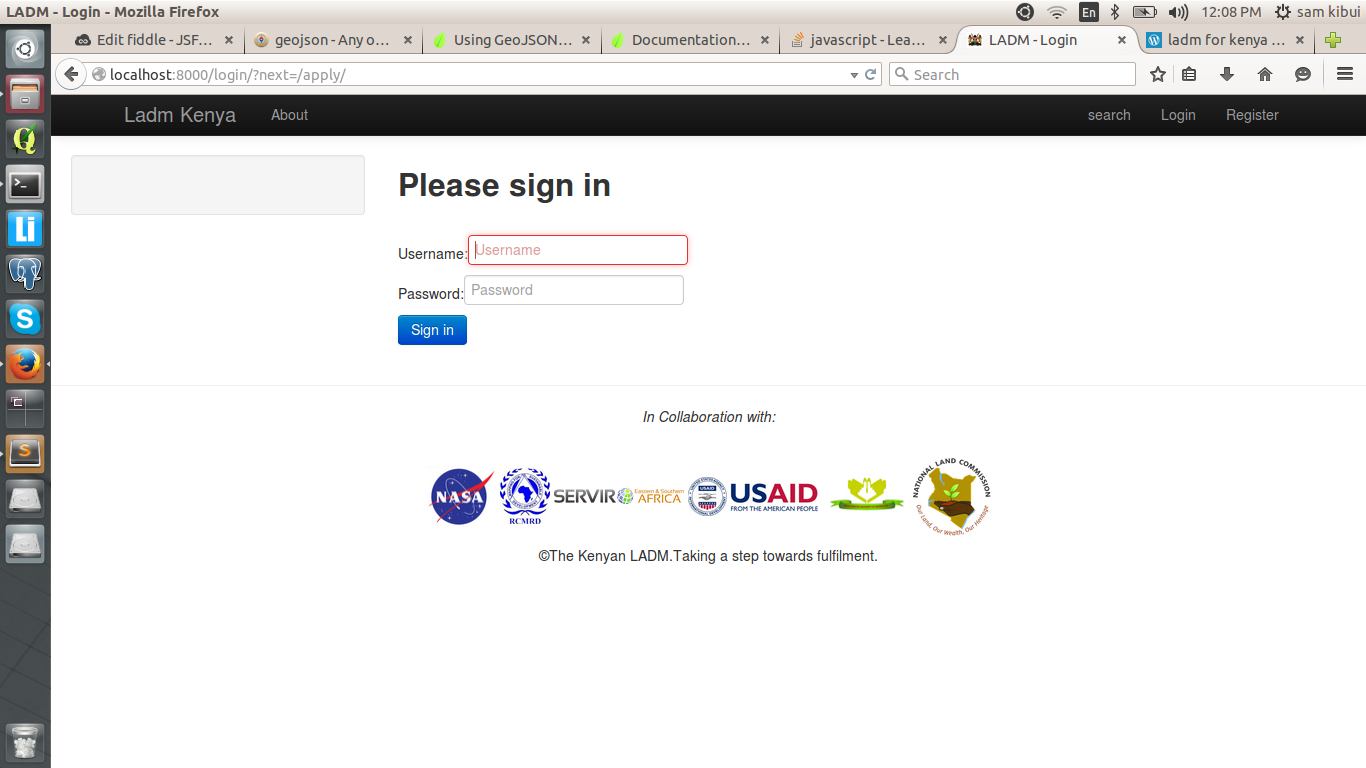 LADM - Login - Mozilla Firefox
En
12:08 PM
sam kibui
Edit fiddle - JSF...
geojson - Any o...
Using GeoJSON...
Documentation...
javascript - Lea...
LADM - Login
ladm for kenya ...
localhost:8000/login/?next=/apply/
Search
Ladm Kenya
About
search
Login
Register
Please sign in
Username:
Username
Password:
Password
Sign in
In Collaboration with:
NASA
RCMRD
SERVIR
Eastern & Southern
AFRICA
USAID
USAID
FROM THE AMERICAN PEOPLE
NATIONAL LAND COMMISSION
Our Land, Our Wealth, Our Heritage
©The Kenyan LADM.Taking a step towards fulfilment.